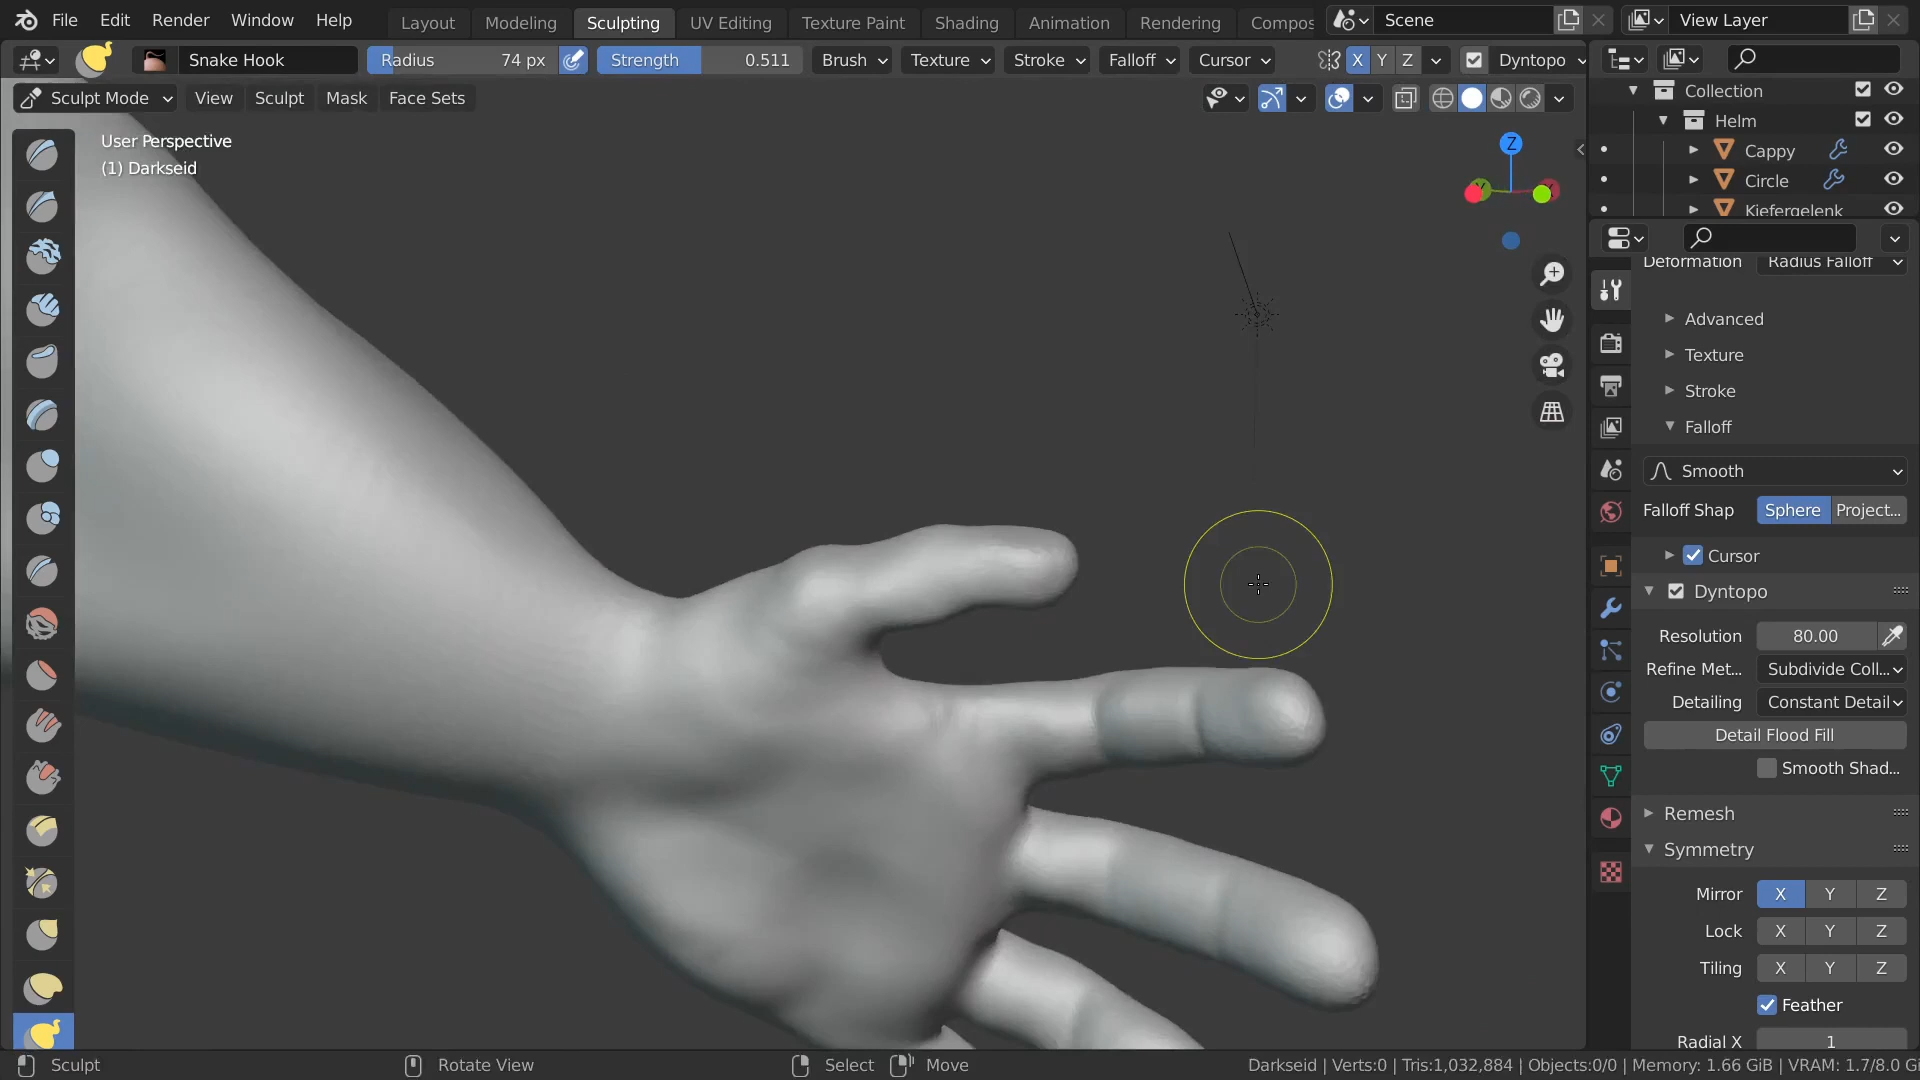 File Edit Render Window Help Layout Modeling Sculpting UV Editing Texture Paint Shading Animation Rendering Compos Scene View Layer
Snake Hook Radius 74 px Strength 0.511 Brush Texture Stroke Falloff Cursor X Y Z Dyntopo
Sculpt Mode View Sculpt Mask Face Sets
User Perspective
(1) Darkseid
Z
Y
Collection
Helm
Cappy
Circle
Kiefergelenk
Deformation Radius Falloff
Advanced
Texture
Stroke
Falloff
Smooth
Falloff Shap Sphere Project...
Cursor
Dyntopo
Resolution 80.00
Refine Met... Subdivide Coll...
Detailing Constant Detail
Detail Flood Fill
Smooth Shad...
Remesh
Symmetry
Mirror X Y Z
Lock X Y Z
Tiling X Y Z
Feather
Radial X 1
Sculpt Rotate View Select Move Darkseid | Verts:0 | Tris:1,032,884 | Objects:0/0 | Memory: 1.66 GiB | VRAM: 1.7/8.0 Gi